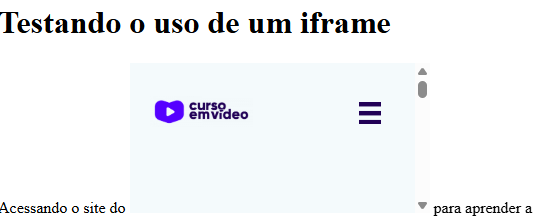 Testando o uso de um iframe
curso
emvídeo
Acessando o site do para aprender a